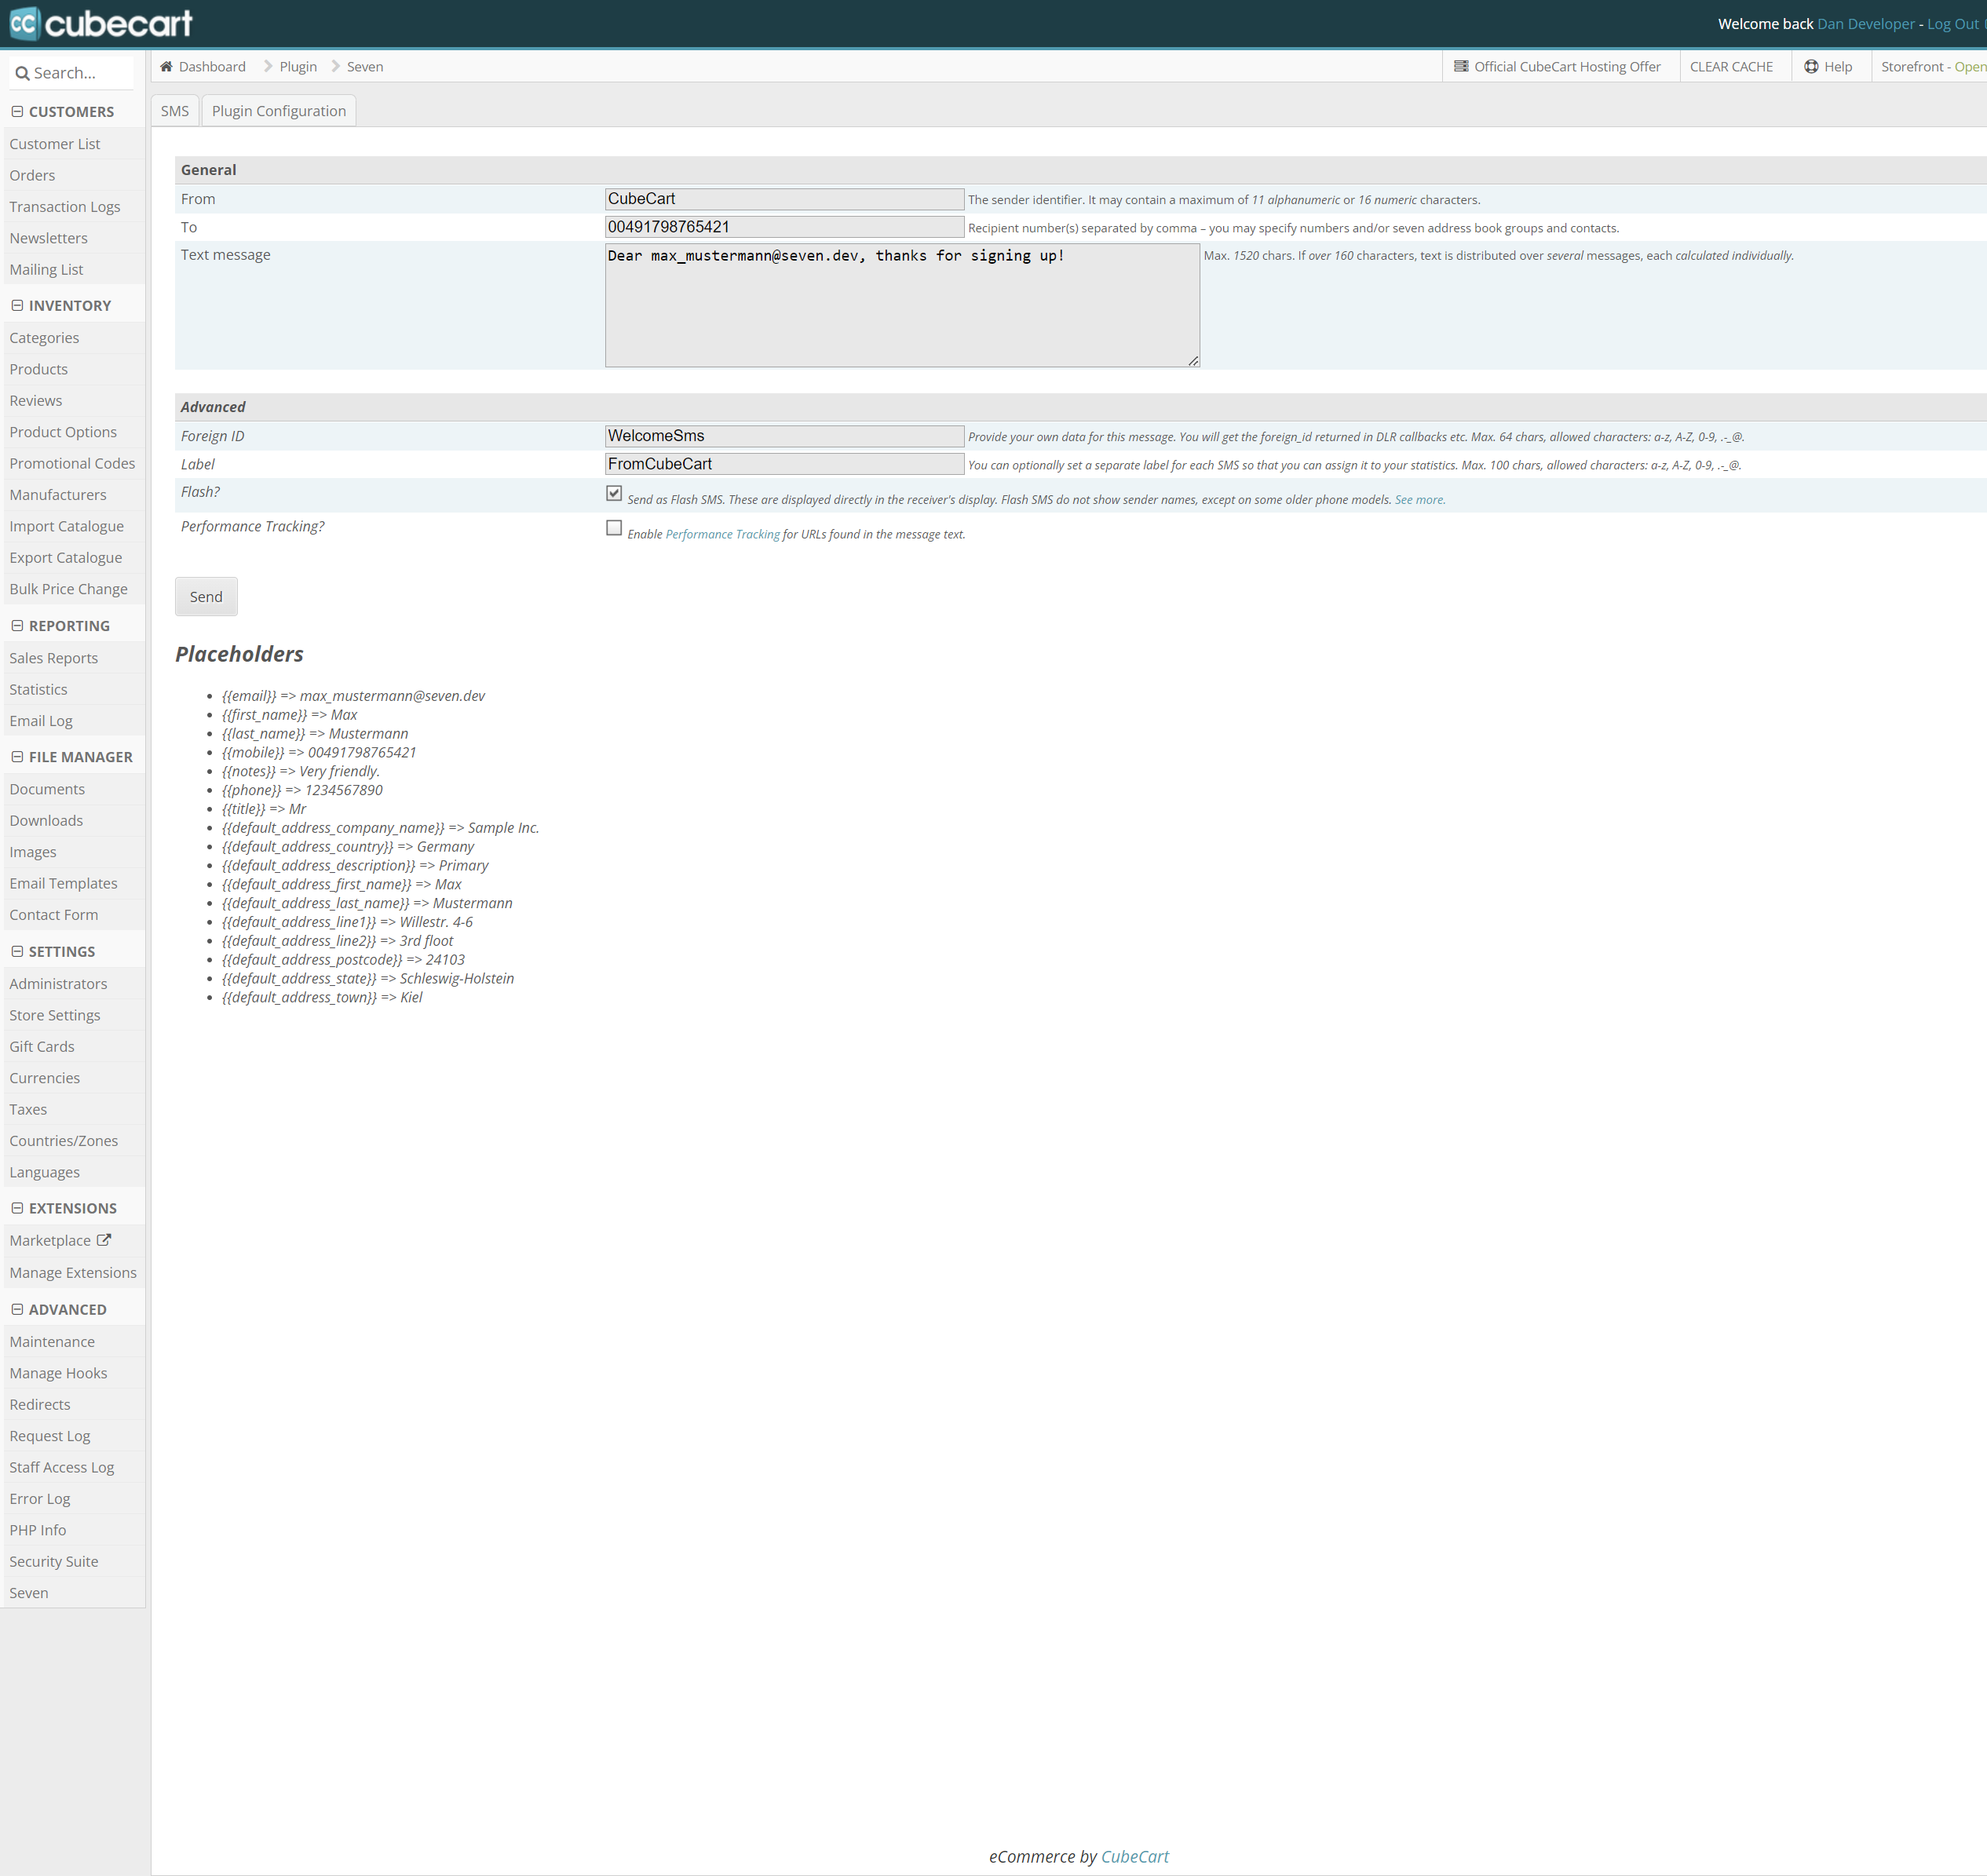 cc cubecart
Welcome back Dan Developer - Log Out
Search...
Dashboard Plugin Seven
Official CubeCart Hosting Offer
CLEAR CACHE
Help
Storefront - Open
CUSTOMERS
Customer List
Orders
Transaction Logs
Newsletters
Mailing List
INVENTORY
Categories
Products
Reviews
Product Options
Promotional Codes
Manufacturers
Import Catalogue
Export Catalogue
Bulk Price Change
REPORTING
Sales Reports
Statistics
Email Log
FILE MANAGER
Documents
Downloads
Images
Email Templates
Contact Form
SETTINGS
Administrators
Store Settings
Gift Cards
Currencies
Taxes
Countries/Zones
Languages
EXTENSIONS
Marketplace
Manage Extensions
ADVANCED
Maintenance
Manage Hooks
Redirects
Request Log
Staff Access Log
Error Log
PHP Info
Security Suite
Seven
SMS
Plugin Configuration
General
From CubeCart The sender identifier. It may contain a maximum of 11 alphanumeric or 16 numeric characters.
To 00491798765421 Recipient number(s) separated by comma – you may specify numbers and/or seven address book groups and contacts.
Text message Dear max_mustermann@seven.dev, thanks for signing up! Max. 1520 chars. If over 160 characters, text is distributed over several messages, each calculated individually.
Advanced
Foreign ID WelcomeSms Provide your own data for this message. You will get the foreign_id returned in DLR callbacks etc. Max. 64 chars, allowed characters: a-z, A-Z, 0-9, .-_@.
Label FromCubeCart You can optionally set a separate label for each SMS so that you can assign it to your statistics. Max. 100 chars, allowed characters: a-z, A-Z, 0-9, .-_@.
Flash? Send as Flash SMS. These are displayed directly in the receiver's display. Flash SMS do not show sender names, except on some older phone models. See more.
Performance Tracking? Enable Performance Tracking for URLs found in the message text.
Send
Placeholders
• {{email}} => max_mustermann@seven.dev
• {{first_name}} => Max
• {{last_name}} => Mustermann
• {{mobile}} => 00491798765421
• {{notes}} => Very friendly.
• {{phone}} => 1234567890
• {{title}} => Mr
• {{default_address_company_name}} => Sample Inc.
• {{default_address_country}} => Germany
• {{default_address_description}} => Primary
• {{default_address_first_name}} => Max
• {{default_address_last_name}} => Mustermann
• {{default_address_line1}} => Willestr. 4-6
• {{default_address_line2}} => 3rd floot
• {{default_address_postcode}} => 24103
• {{default_address_state}} => Schleswig-Holstein
• {{default_address_town}} => Kiel
eCommerce by CubeCart